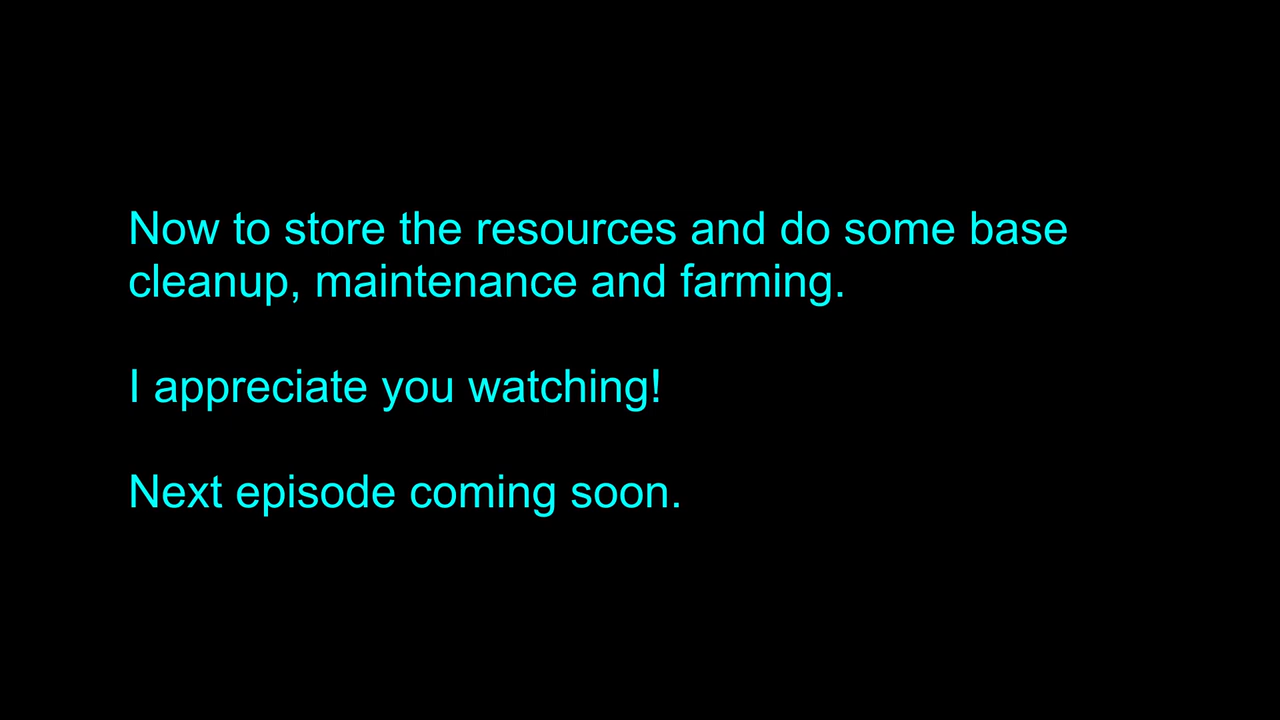 Now to store the resources and do some base
cleanup, maintenance and farming.
I appreciate you watching!
Next episode coming soon.